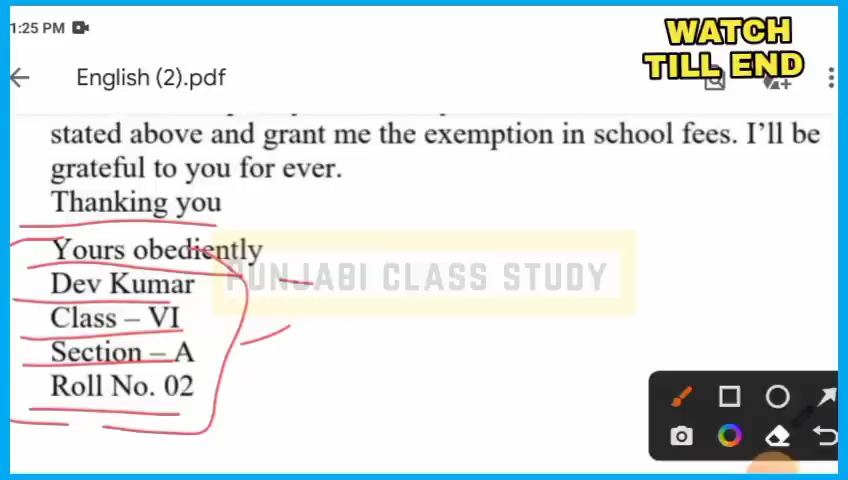 1:25 PM
WATCH
TILL END
English (2).pdf
stated above and grant me the exemption in school fees. I'll be
grateful to you for ever.
Thanking you
Yours obediently
PUNJABI CLASS STUDY
Dev Kumar
Class – VI
Section – A
Roll No. 02